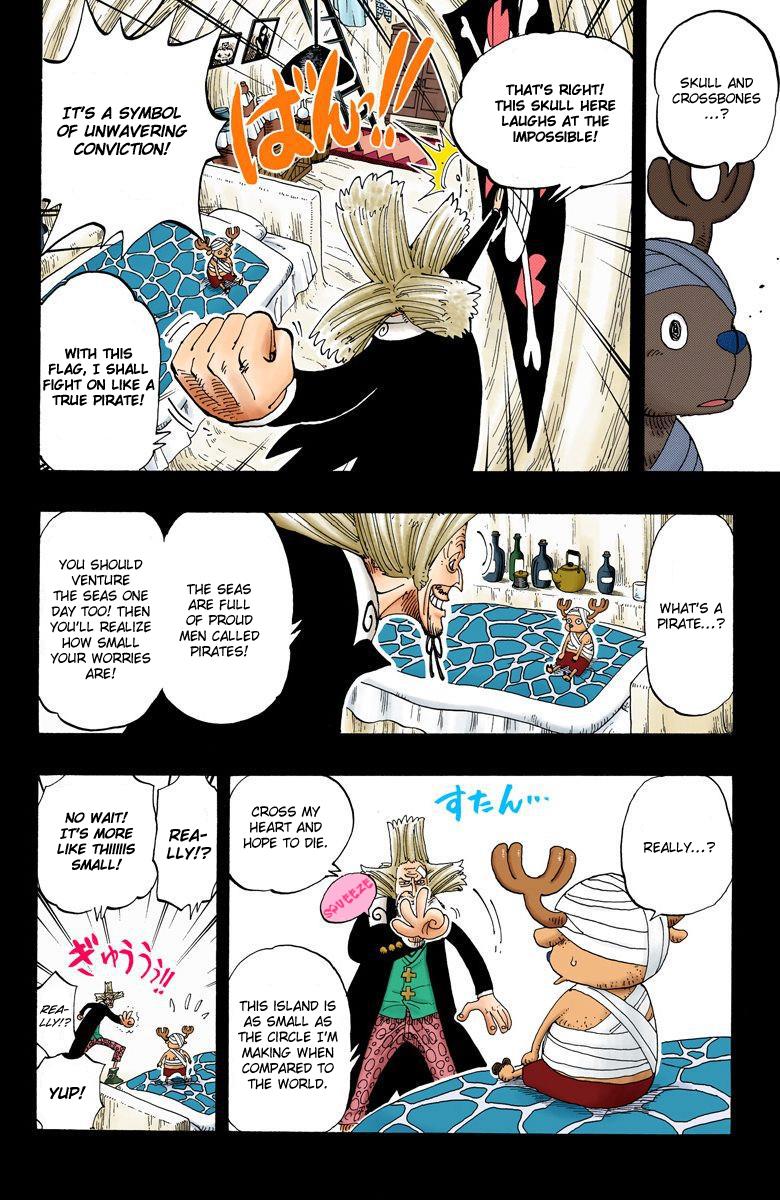 SKULL AND
CROSSBONES
...?
THAT'S RIGHT!
THIS SKULL HERE
LAUGHS AT THE
IMPOSSIBLE!
ばんっ!!
IT'S A SYMBOL
OF UNWAVERING
CONVICTION!
WITH THIS
FLAG, I SHALL
FIGHT ON LIKE A
TRUE PIRATE!
WHAT'S A
PIRATE...?
THE SEAS
ARE FULL
OF PROUD
MEN CALLED
PIRATES!
YOU SHOULD
VENTURE
THE SEAS ONE
DAY TOO! THEN
YOU'LL REALIZE
HOW SMALL
YOUR WORRIES
ARE!
REALLY...?
すたん...
CROSS MY
HEART AND
HOPE TO DIE.
SQUEEZE
THIS ISLAND IS
AS SMALL AS
THE CIRCLE I'M
MAKING WHEN
COMPARED TO
THE WORLD.
REA-
LLY!?
NO WAIT!
IT'S MORE
LIKE THIIIIIS
SMALL!
ぎゅうぅぅ!!
REA-
LLY!?
YUP!